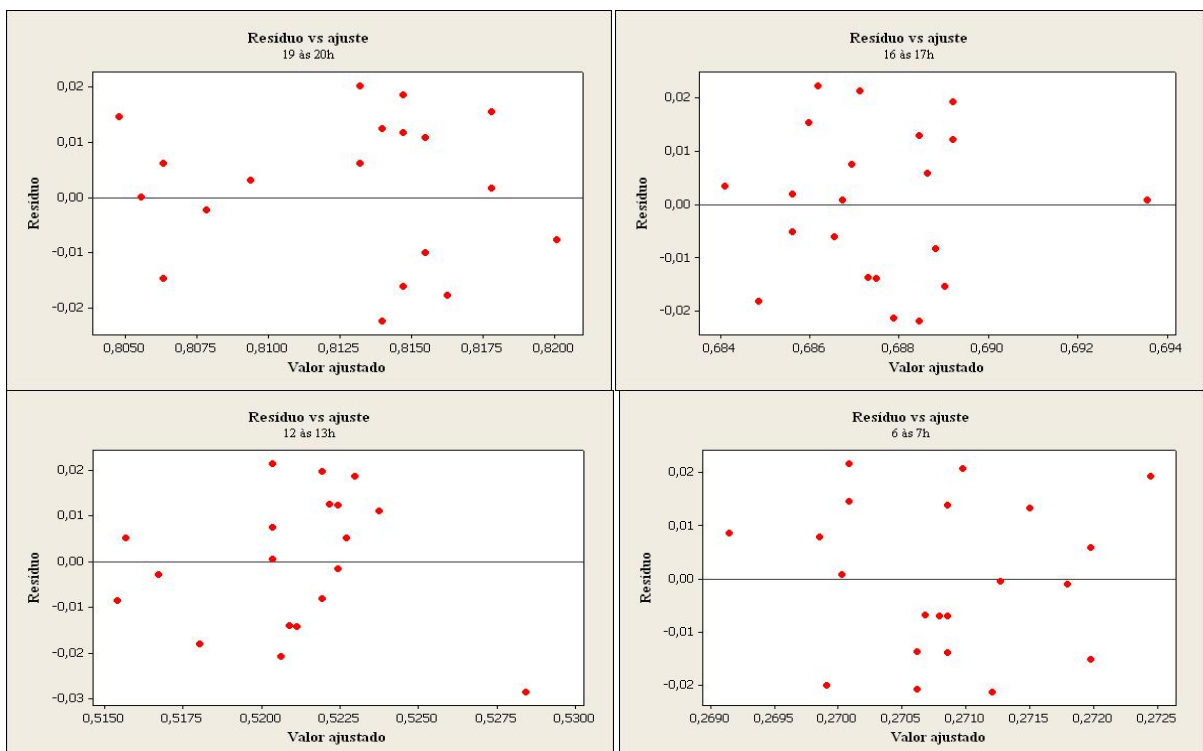 Resíduo vs ajuste
19 às 20h
0,02
0,01
0,00
-0,01
-0,02
Resíduo
0,8050 0,8075 0,8100 0,8125 0,8150 0,8175 0,8200
Valor ajustado
Resíduo vs ajuste
16 às 17h
0,02
0,01
0,00
-0,01
-0,02
Resíduo
0,684 0,686 0,688 0,690 0,692 0,694
Valor ajustado
Resíduo vs ajuste
12 às 13h
0,02
0,01
0,00
-0,01
-0,02
-0,03
Resíduo
0,5150 0,5175 0,5200 0,5225 0,5250 0,5275 0,5300
Valor ajustado
Resíduo vs ajuste
6 às 7h
0,02
0,01
0,00
-0,01
-0,02
Resíduo
0,2690 0,2695 0,2700 0,2705 0,2710 0,2715 0,2720 0,2725
Valor ajustado